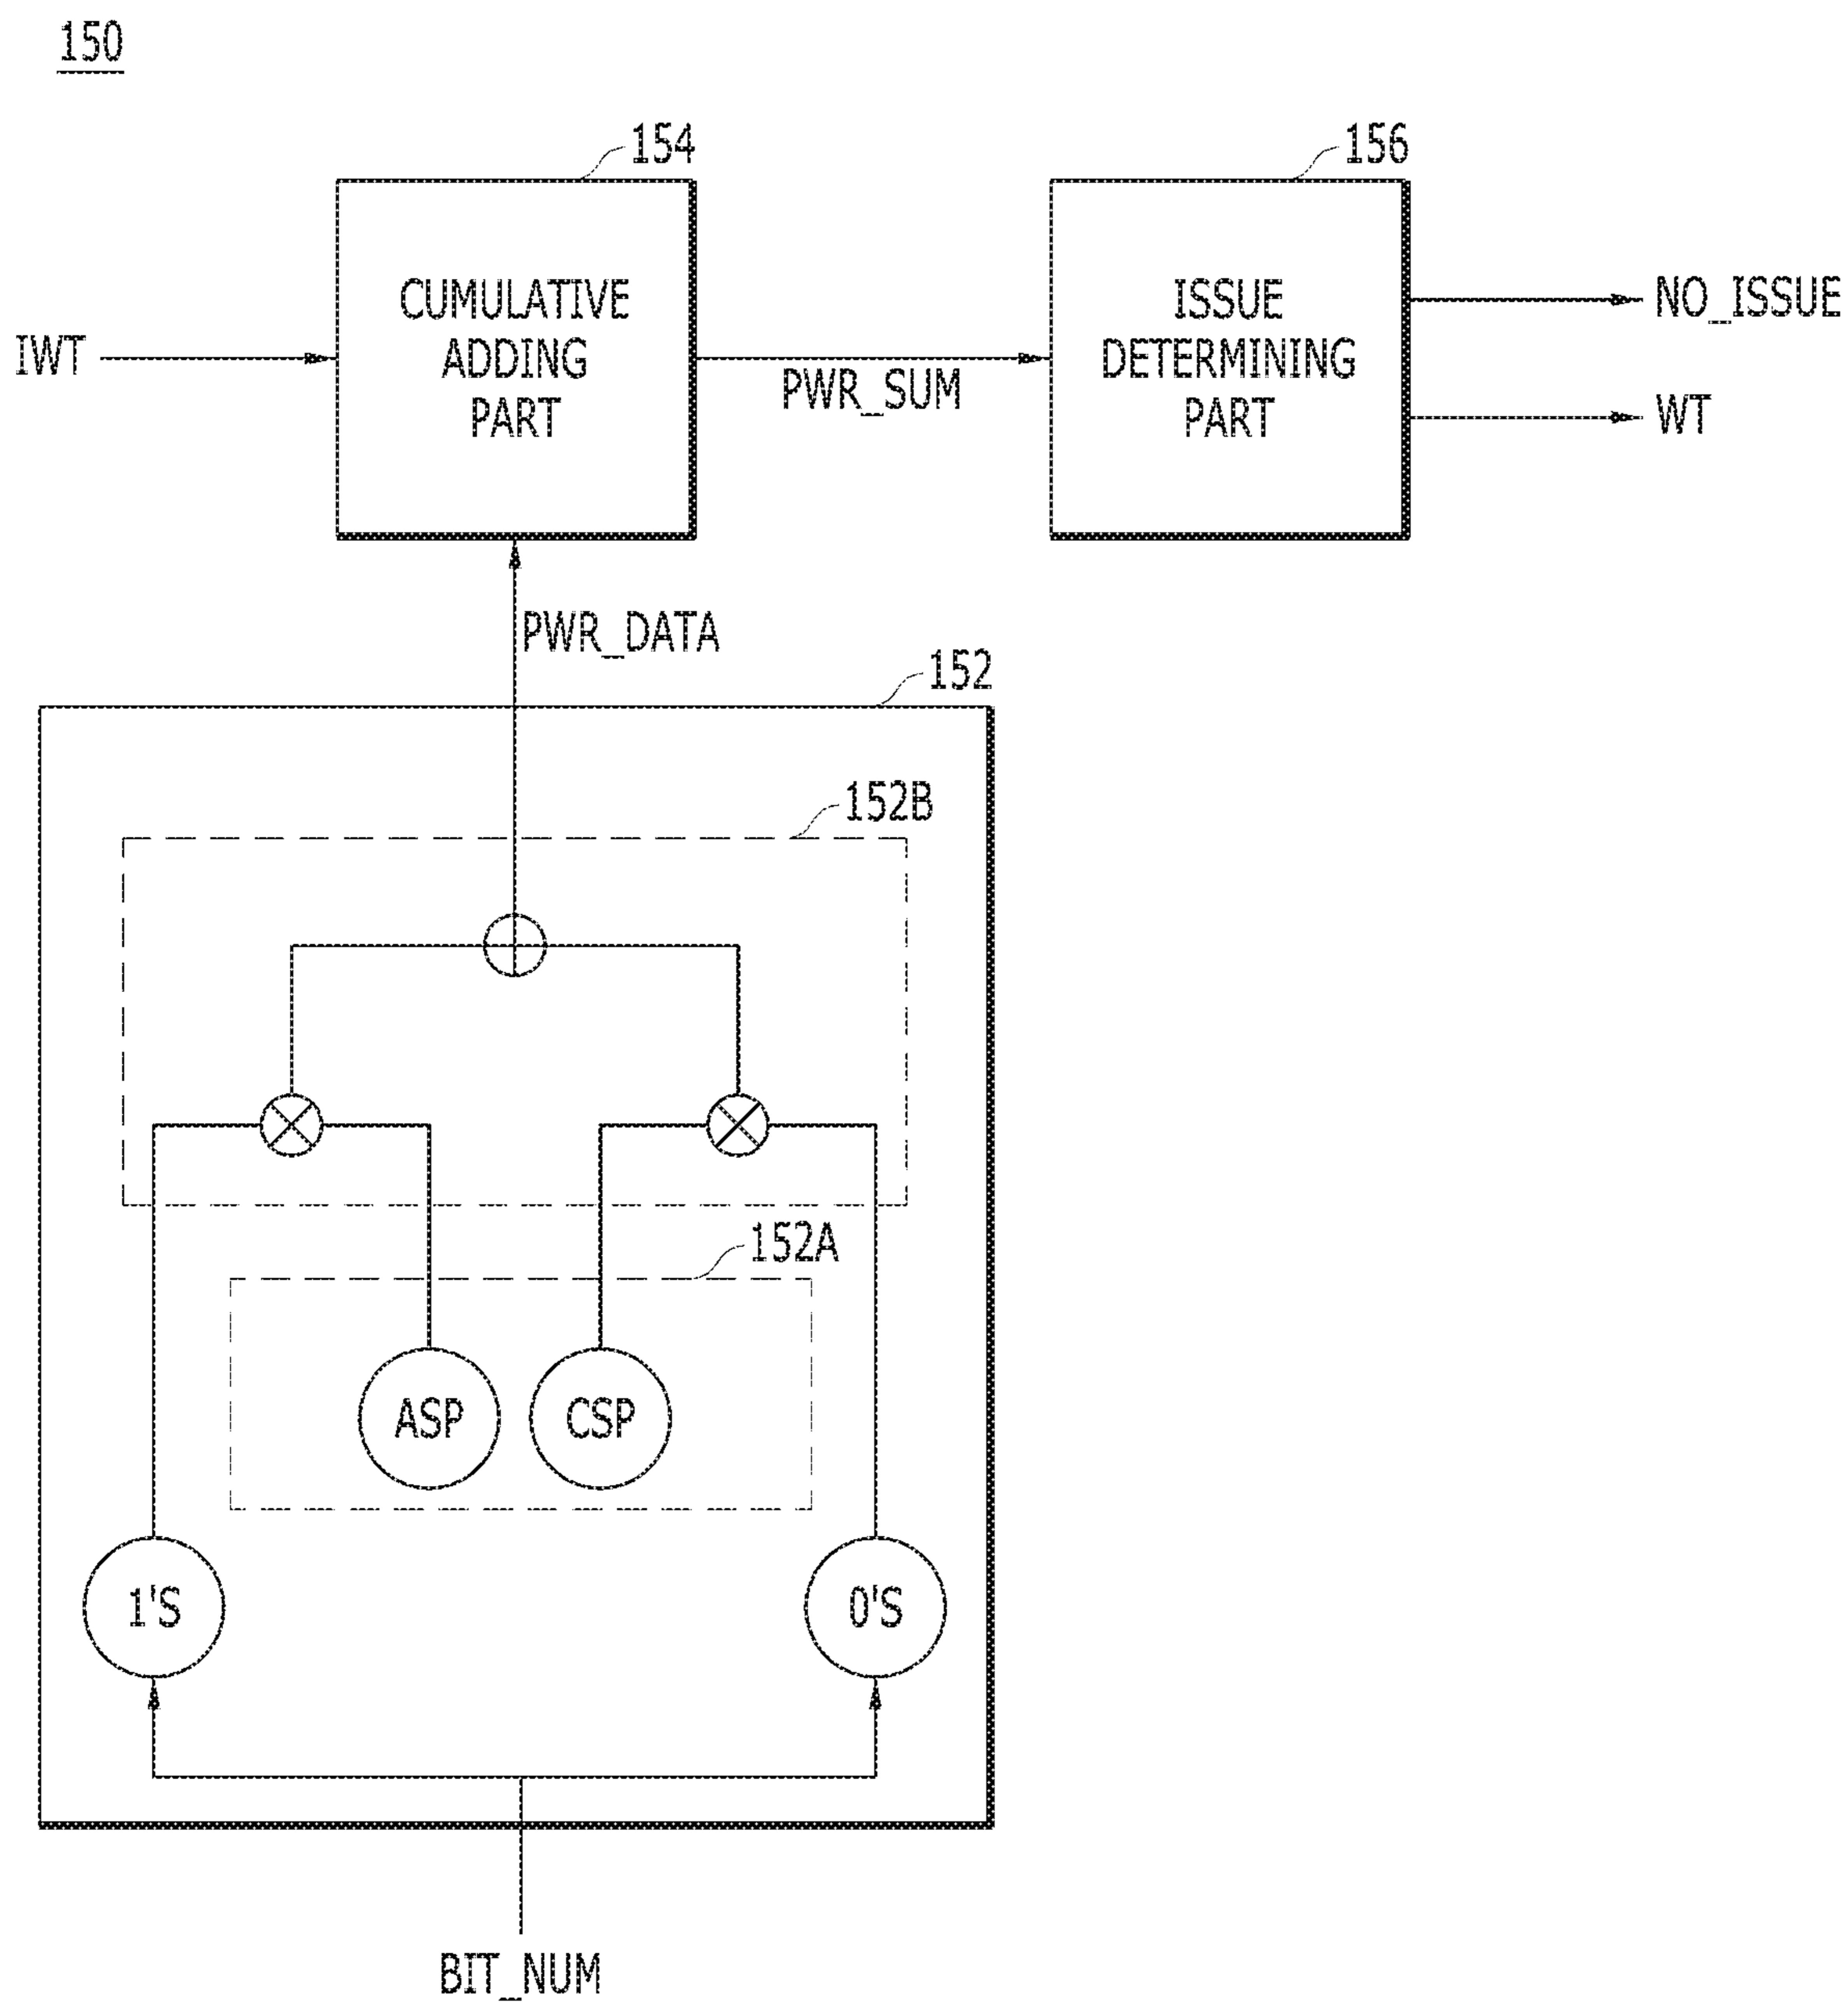 150
154
156
CUMULATIVE
ADDING
PART
ISSUE
DETERMINING
PART
IWT
PWR_SUM
NO_ISSUE
WT
PWR_DATA
152
152B
152A
ASP
CSP
1'S
0'S
BIT_NUM